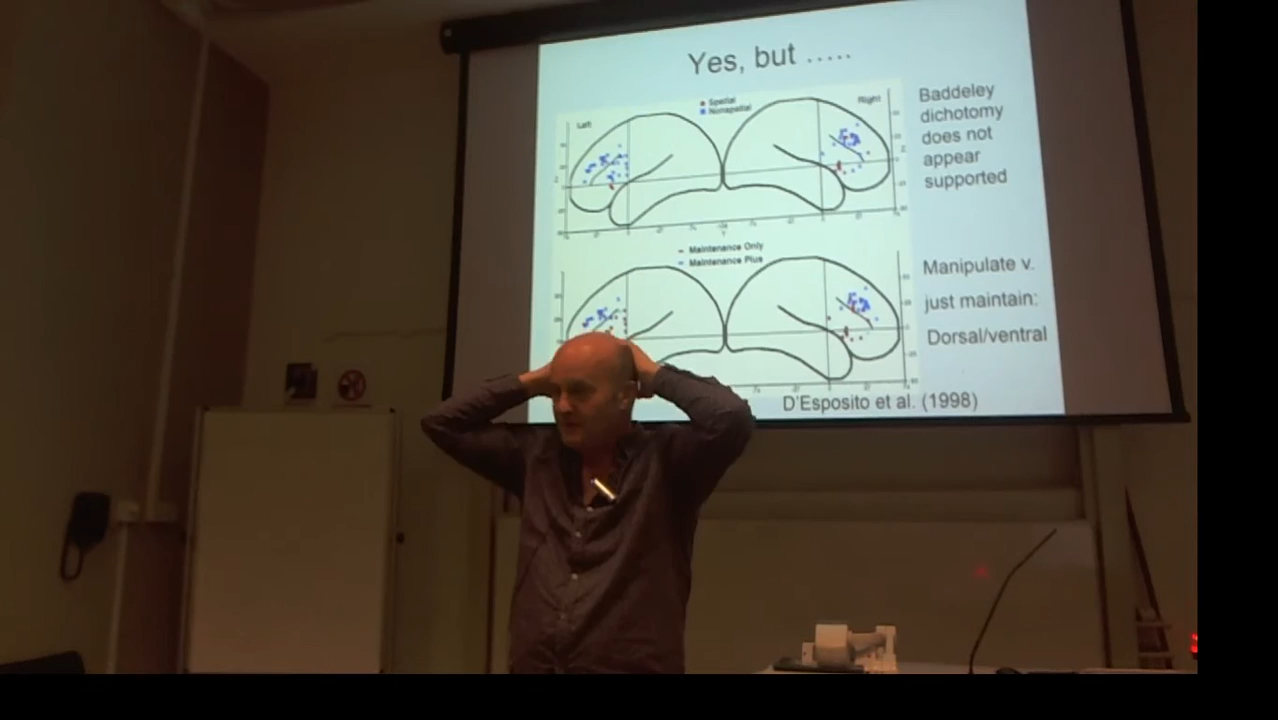 Yes, but .....
Left
Spatial
Nonspatial
Right
Baddeley
dichotomy
does not
appear
supported
Maintenance Only
Maintenance Plus
Manipulate v.
just maintain:
Dorsal/ventral
D'Esposito et al. (1998)